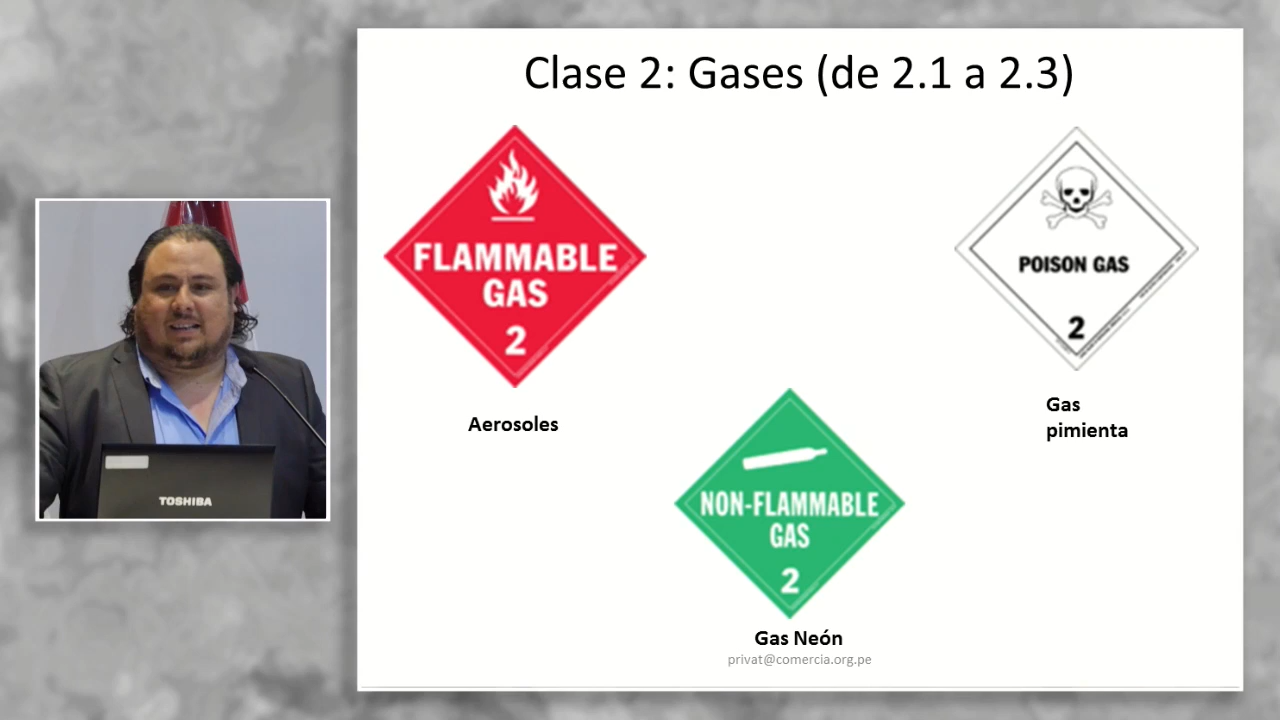 Clase 2: Gases (de 2.1 a 2.3)
FLAMMABLE
GAS
2
Aerosoles
POISON GAS
2
Gas
pimienta
NON-FLAMMABLE
GAS
2
Gas Neón
privat@comercia.org.pe
TOSHIBA